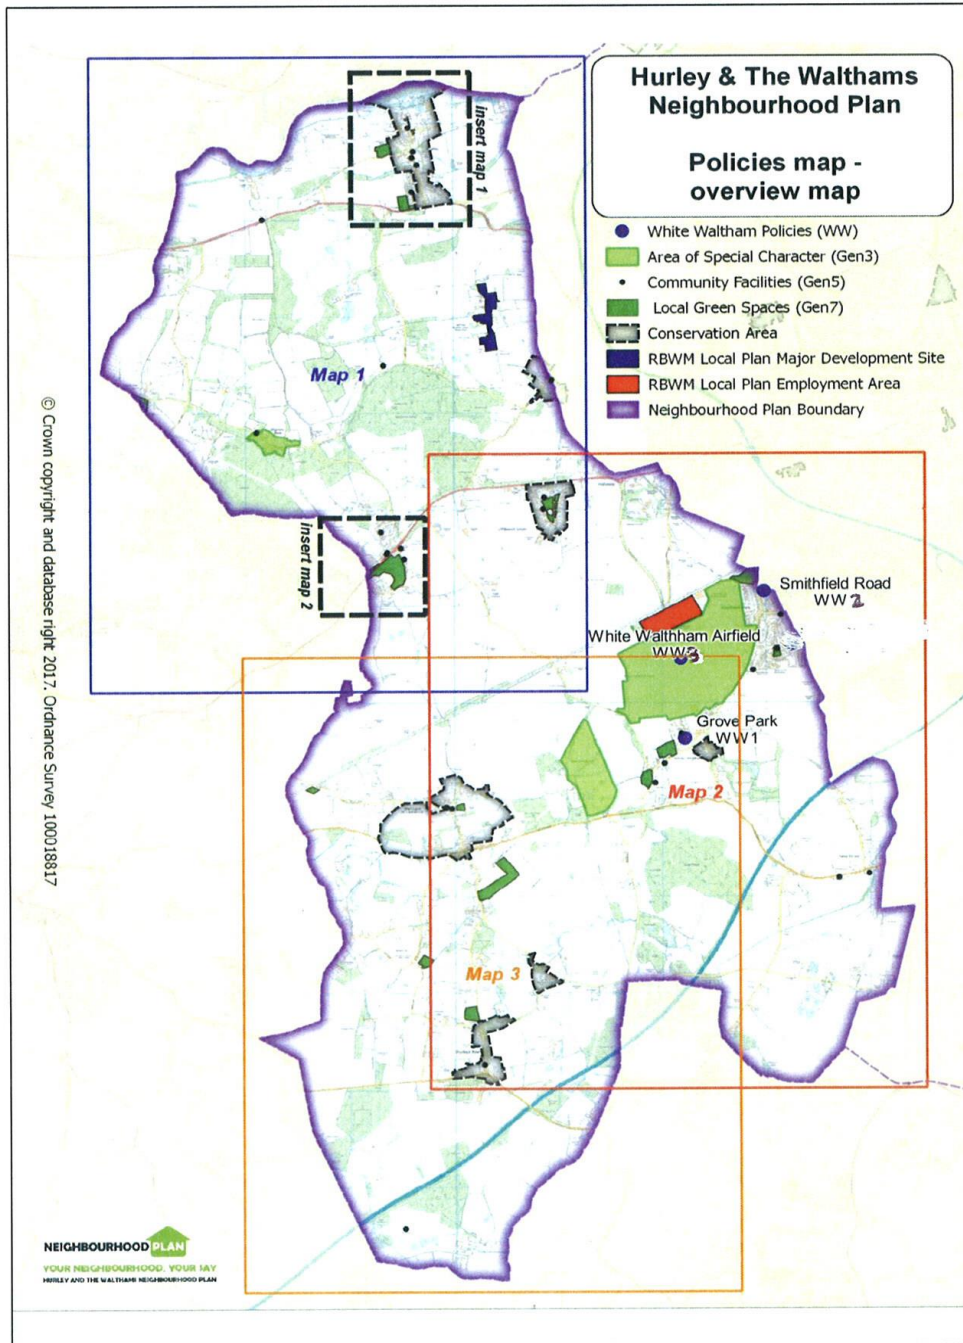 Hurley & The Walthams
Neighbourhood Plan
Policies map -
overview map
White Waltham Policies (WW)
Area of Special Character (Gen3)
Community Facilities (Gen5)
Local Green Spaces (Gen7)
Conservation Area
RBWM Local Plan Major Development Site
RBWM Local Plan Employment Area
Neighbourhood Plan Boundary
insert map 1
Map 1
insert map 2
Smithfield Road
WW2
White Walthham Airfield
WW3
Grove Park
WW1
Map 2
Map 3
© Crown copyright and database right 2017. Ordnance Survey 100018817
NEIGHBOURHOOD PLAN
YOUR NEIGHBOURHOOD, YOUR SAY
HURLEY AND THE WALTHAMS NEIGHBOURHOOD PLAN